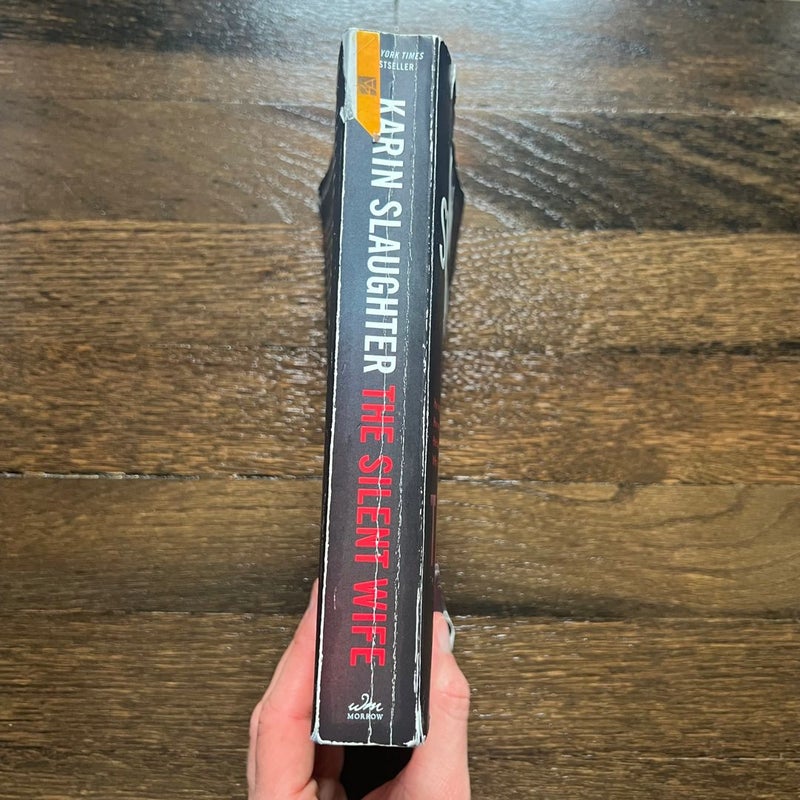 YORK TIMES
STSELLER
KARIN SLAUGHTER THE SILENT WIFE
wm
MORROW